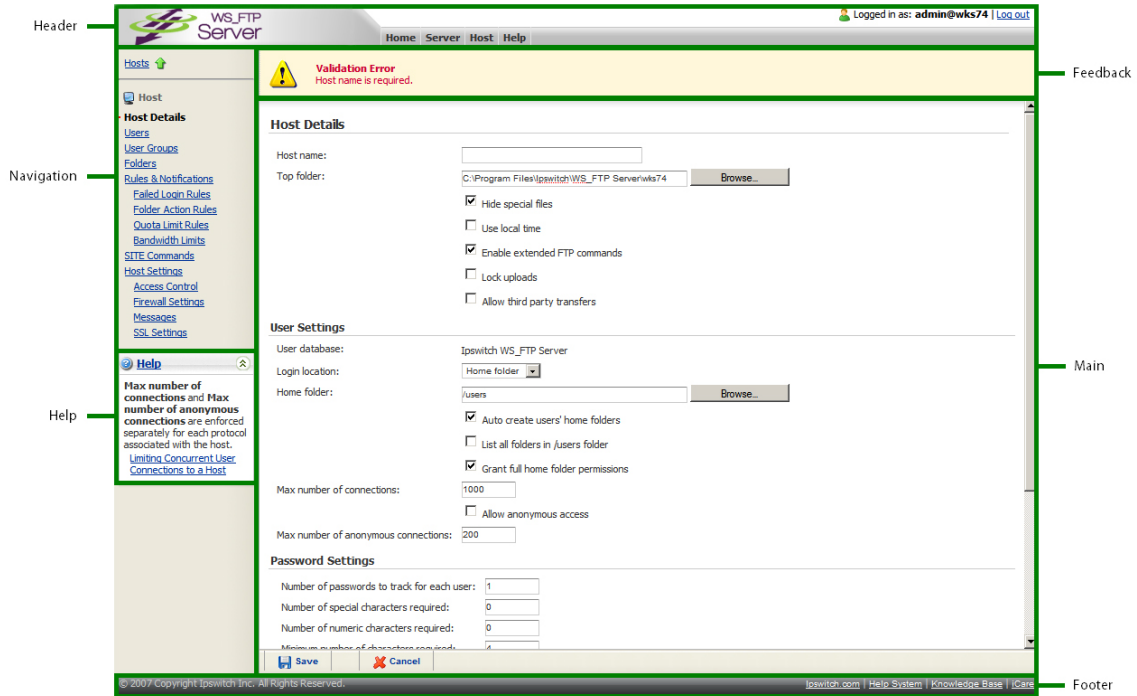 Header
WS_FTP
Server
Logged in as: admin@wks74 | Log out
Home Server Host Help
Hosts
Validation Error
Host name is required.
Feedback
Host
Host Details
Users
User Groups
Folders
Rules & Notifications
Failed Login Rules
Folder Action Rules
Quota Limit Rules
Bandwidth Limits
SITE Commands
Host Settings
Access Control
Firewall Settings
Messages
SSL Settings
Navigation
Help
Help
Max number of
connections and Max
number of anonymous
connections are enforced
separately for each protocol
associated with the host.
Limiting Concurrent User
Connections to a Host
Host Details
Host name:
Top folder: C:\Program Files\Ipswitch\WS_FTP Server\wks74 Browse...
Hide special files
Use local time
Enable extended FTP commands
Lock uploads
Allow third party transfers
User Settings
User database: Ipswitch WS_FTP Server
Login location: Home folder
Home folder: /users Browse...
Auto create users' home folders
List all folders in /users folder
Grant full home folder permissions
Max number of connections: 1000
Allow anonymous access
Max number of anonymous connections: 200
Password Settings
Number of passwords to track for each user: 1
Number of special characters required: 0
Number of numeric characters required: 0
Minimum number of characters required: 4
Main
Save Cancel
© 2007 Copyright Ipswitch Inc. All Rights Reserved.
Ipswitch.com | Help System | Knowledge Base | iCare
Footer